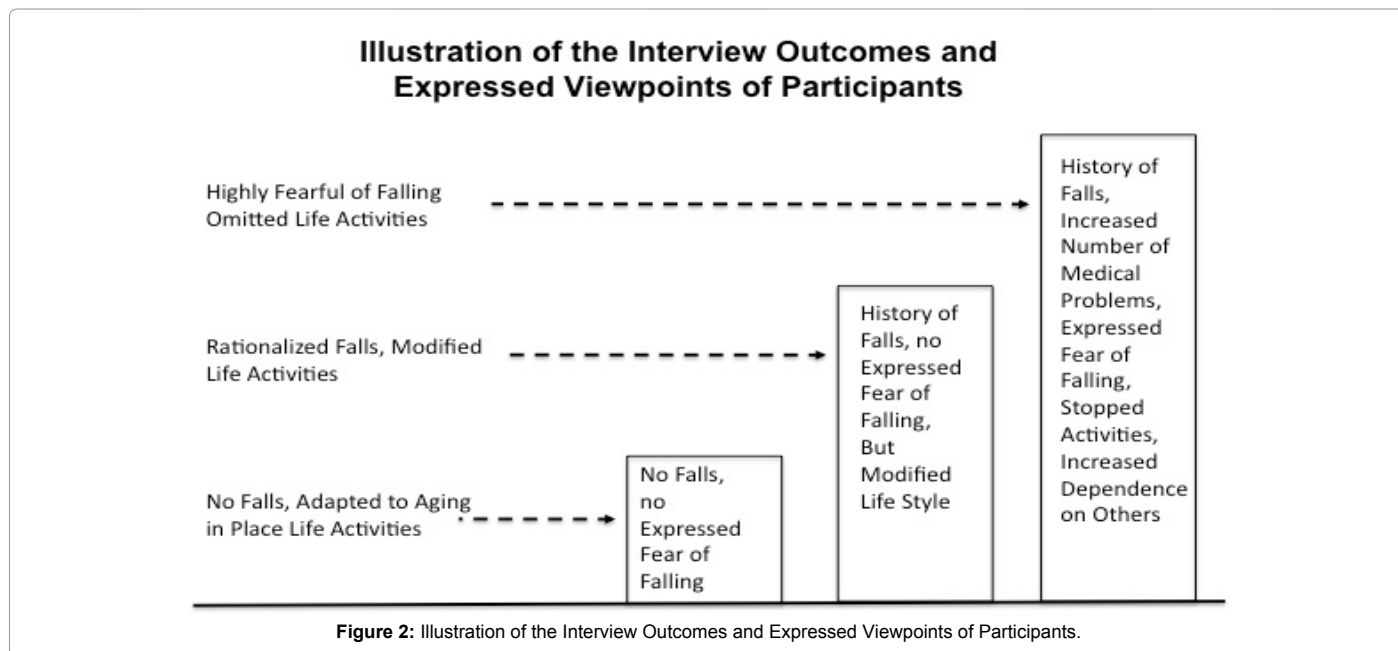 Illustration of the Interview Outcomes and
Expressed Viewpoints of Participants
Highly Fearful of Falling
Omitted Life Activities
Rationalized Falls, Modified
Life Activities
No Falls, Adapted to Aging
in Place Life Activities
No Falls,
no
Expressed
Fear of
Falling
History of
Falls, no
Expressed
Fear of
Falling,
But
Modified
Life Style
History of
Falls,
Increased
Number of
Medical
Problems,
Expressed
Fear of
Falling,
Stopped
Activities,
Increased
Dependence
on Others
Figure 2: Illustration of the Interview Outcomes and Expressed Viewpoints of Participants.